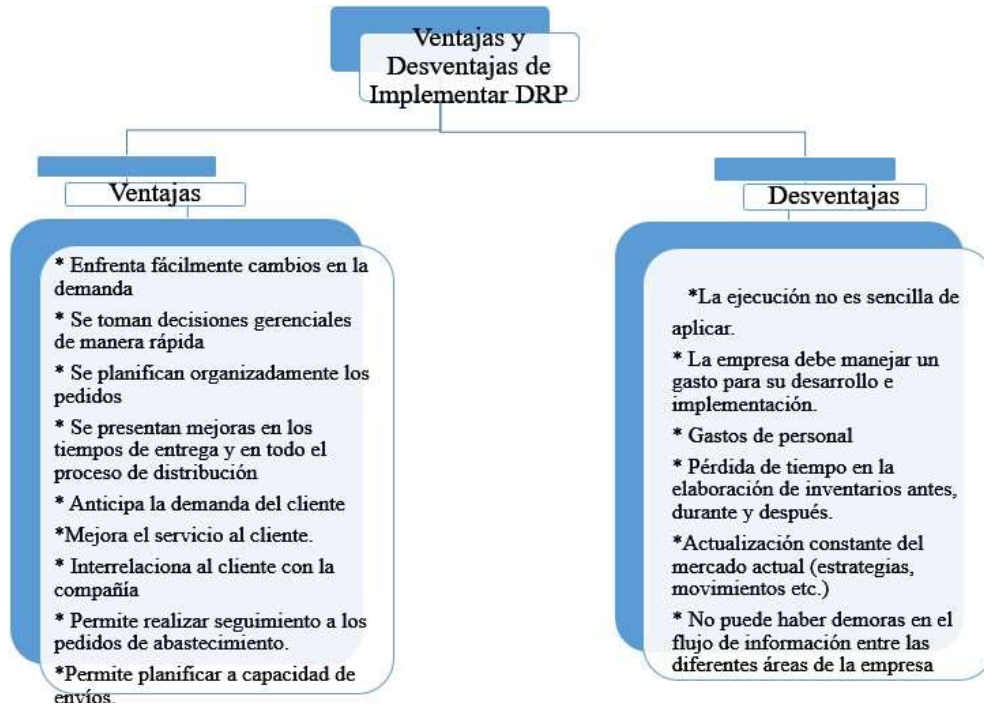 Ventajas y
Desventajas de
Implementar DRP
Ventajas
* Enfrenta fácilmente cambios en la
demanda
* Se toman decisiones gerenciales
de manera rápida
* Se planifican organizadamente los
pedidos
* Se presentan mejoras en los
tiempos de entrega y en todo el
proceso de distribución
* Anticipa la demanda del cliente
*Mejora el servicio al cliente.
* Interrelaciona al cliente con la
compañía
* Permite realizar seguimiento a los
pedidos de abastecimiento.
*Permite planificar a capacidad de
envíos.
Desventajas
*La ejecución no es sencilla de
aplicar.
* La empresa debe manejar un
gasto para su desarrollo e
implementación.
* Gastos de personal
* Pérdida de tiempo en la
elaboración de inventarios antes,
durante y después.
*Actualización constante del
mercado actual (estrategias,
movimientos etc.)
* No puede haber demoras en el
flujo de información entre las
diferentes áreas de la empresa